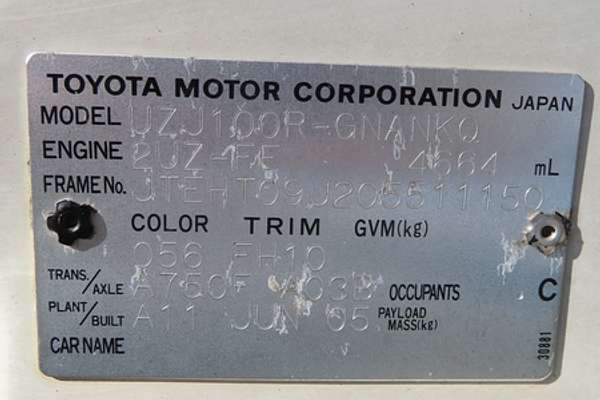 TOYOTA MOTOR CORPORATION JAPAN
MODEL UZJ100R-GNANKQ
ENGINE 2UZ-FE 4664 mL
FRAME No. JTEHT09J205511150
COLOR TRIM GVM(kg)
056 FH10
TRANS./AXLE A750F A03B OCCUPANTS C
PLANT/BUILT A11 JUN 05 PAYLOAD MASS(kg)
CAR NAME
30881